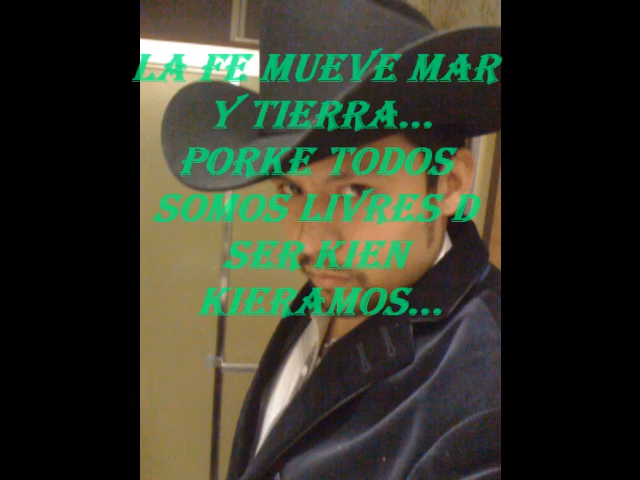 LA FE MUEVE MAR
Y TIERRA...
PORKE TODOS
SOMOS LIVRES D
SER KIEN
KIERAMOS...